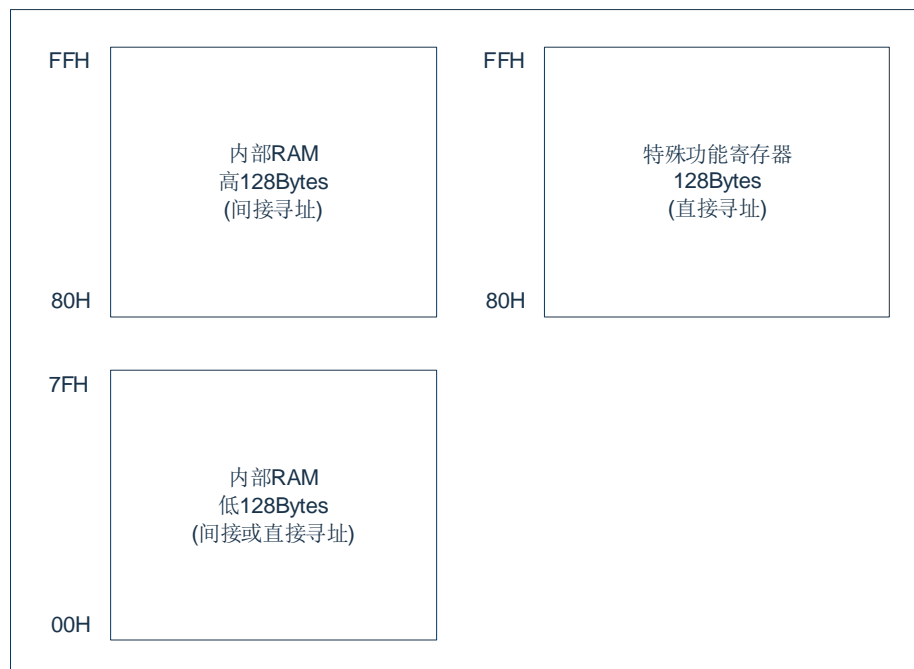 FFH
内部RAM
高128Bytes
(间接寻址)
80H
FFH
特殊功能寄存器
128Bytes
(直接寻址)
80H
7FH
内部RAM
低128Bytes
(间接或直接寻址)
00H